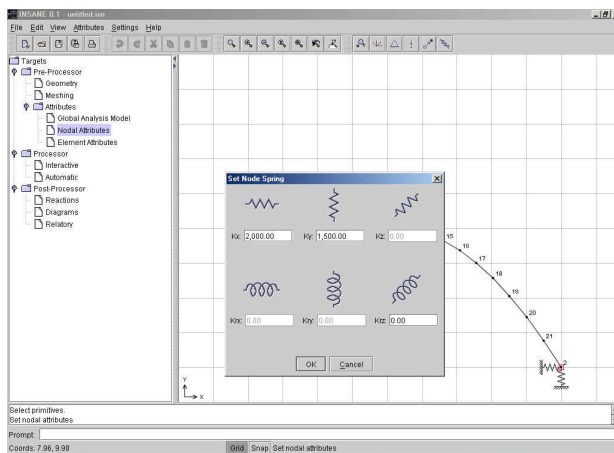 INSANE 0.1 - untitled.isn
File Edit View Attributes Settings Help
Targets
Pre-Processor
Geometry
Meshing
Attributes
Global Analysis Model
Nodal Attributes
Element Attributes
Processor
Interactive
Automatic
Post-Processor
Reactions
Diagrams
Relatory
Set Node Spring
Kx: 2,000.00 Ky: 1,500.00 Kz: 0.00
Krx: 0.00 Kry: 0.00 Krz: 0.00
OK Cancel
15
16
17
18
19
20
21
2
Y
X
Select primitives.
Set nodal attributes
Prompt:
Coords: 7.96, 9.98 Grid Snap Set nodal attributes